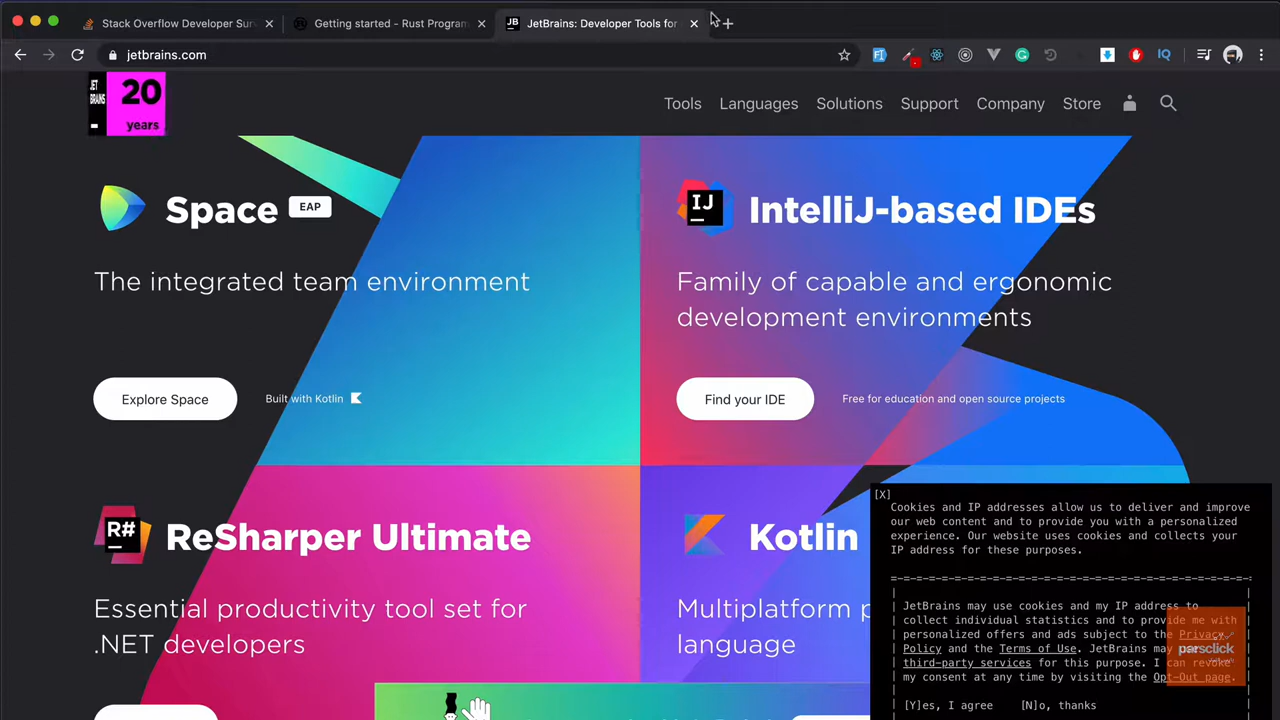 Stack Overflow Developer Sur
Getting started - Rust Program
JB
JetBrains: Developer Tools for
jetbrains.com
IQ
JET BRAINS
20
years
Tools
Languages
Solutions
Support
Company
Store
Space
EAP
The integrated team environment
Explore Space
Built with Kotlin
IJ
IntelliJ-based IDEs
Family of capable and ergonomic
development environments
Find your IDE
Free for education and open source projects
R#
ReSharper Ultimate
Essential productivity tool set for
.NET developers
Kotlin
Multiplatform p
language
[X]
Cookies and IP addresses allow us to deliver and improve
our web content and to provide you with a personalized
experience. Our website uses cookies and collects your
IP address for these purposes.
JetBrains may use cookies and my IP address to
collect individual statistics and to provide me with
personalized offers and ads subject to the Privacy
Policy and the Terms of Use. JetBrains may use
third-party services for this purpose. I can revoke
my consent at any time by visiting the Opt-Out page.
[Y]es, I agree [N]o, thanks
parsclick